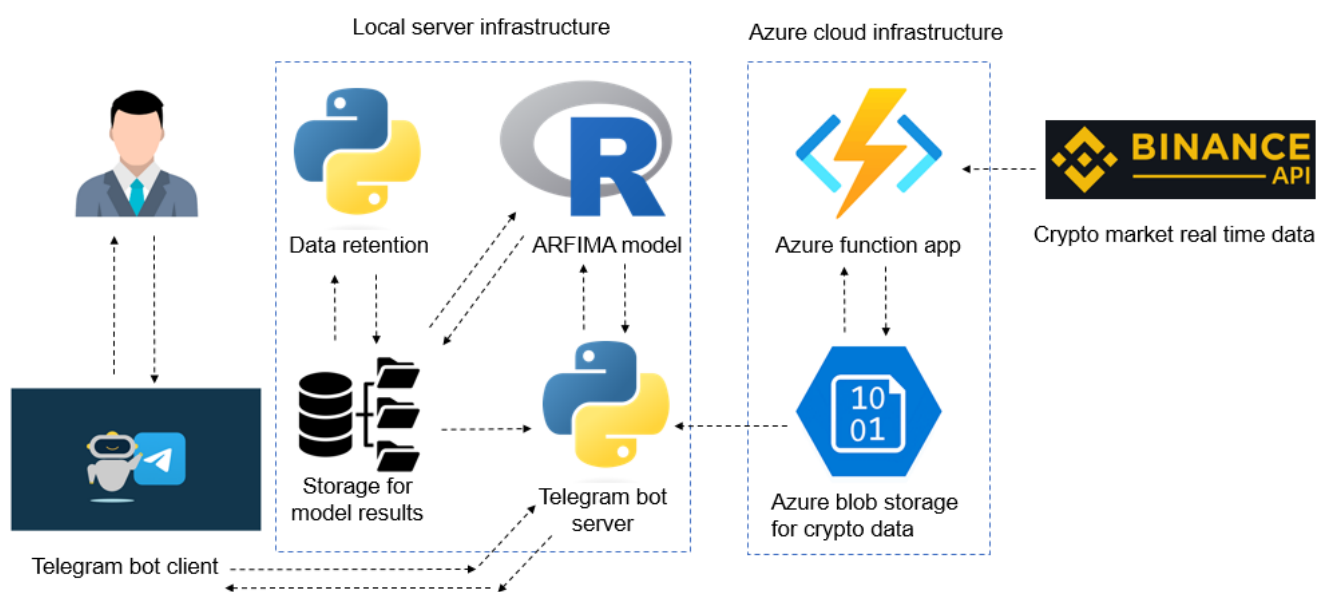 Local server infrastructure
Azure cloud infrastructure
BINANCE
API
Data retention
ARFIMA model
Azure function app
Crypto market real time data
10
01
Storage for
model results
Telegram bot
server
Azure blob storage
for crypto data
Telegram bot client